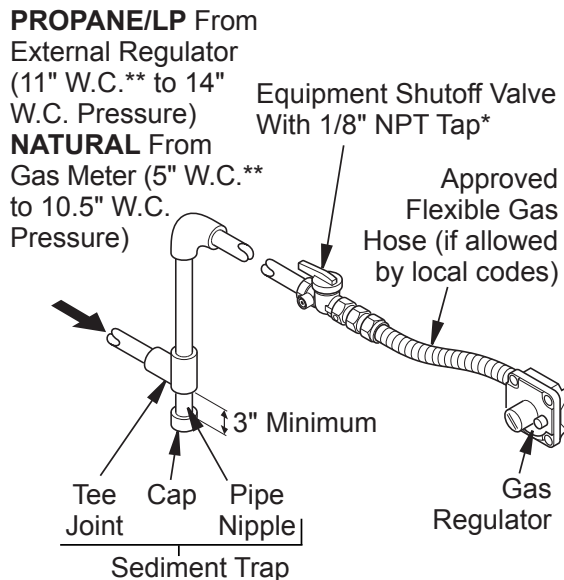 PROPANE/LP From
External Regulator
(11" W.C.** to 14"
W.C. Pressure)
NATURAL From
Gas Meter (5" W.C.**
to 10.5" W.C.
Pressure)
Equipment Shutoff Valve
With 1/8" NPT Tap*
Approved
Flexible Gas
Hose (if allowed
by local codes)
3" Minimum
Tee
Joint
Cap
Pipe
Nipple
Sediment Trap
Gas
Regulator